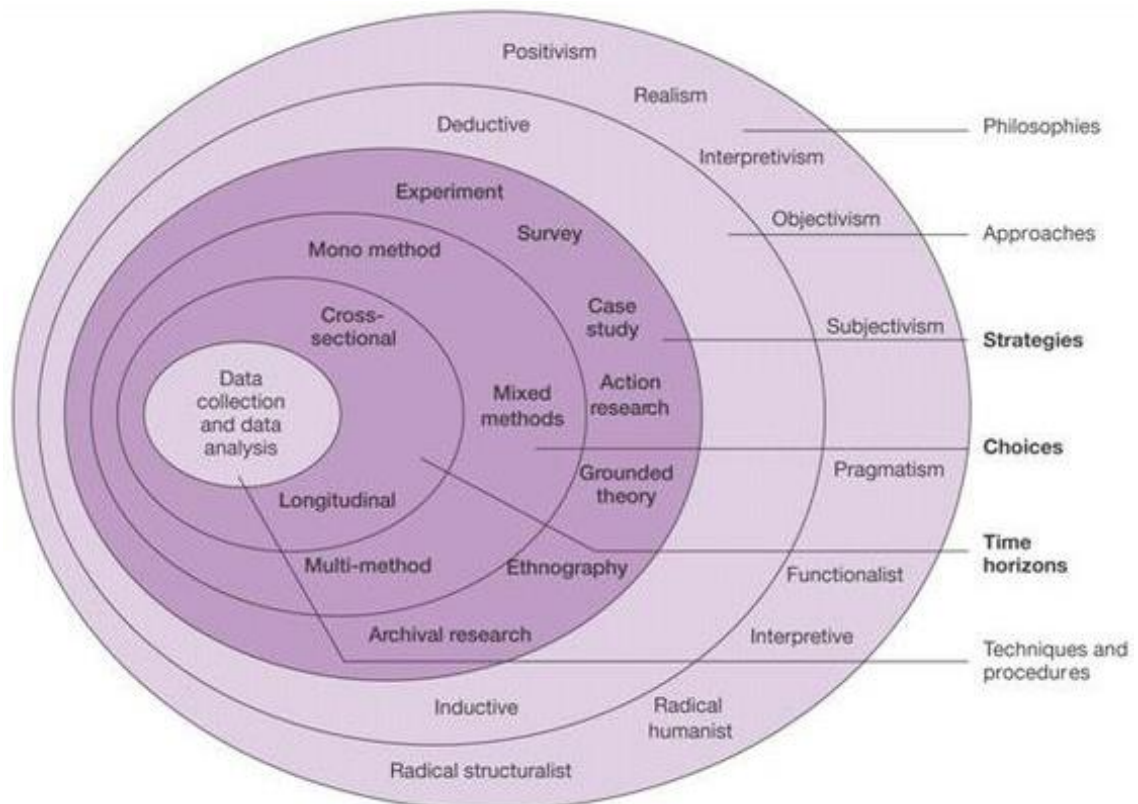 Positivism
Realism
Philosophies
Deductive
Interpretivism
Experiment
Objectivism
Survey
Approaches
Mono method
Case
study
Cross-
sectional
Subjectivism
Strategies
Data
collection
and data
analysis
Mixed
methods
Action
research
Choices
Grounded
theory
Pragmatism
Longitudinal
Time
horizons
Multi-method
Ethnography
Functionalist
Archival research
Interpretive
Techniques and
procedures
Inductive
Radical
humanist
Radical structuralist